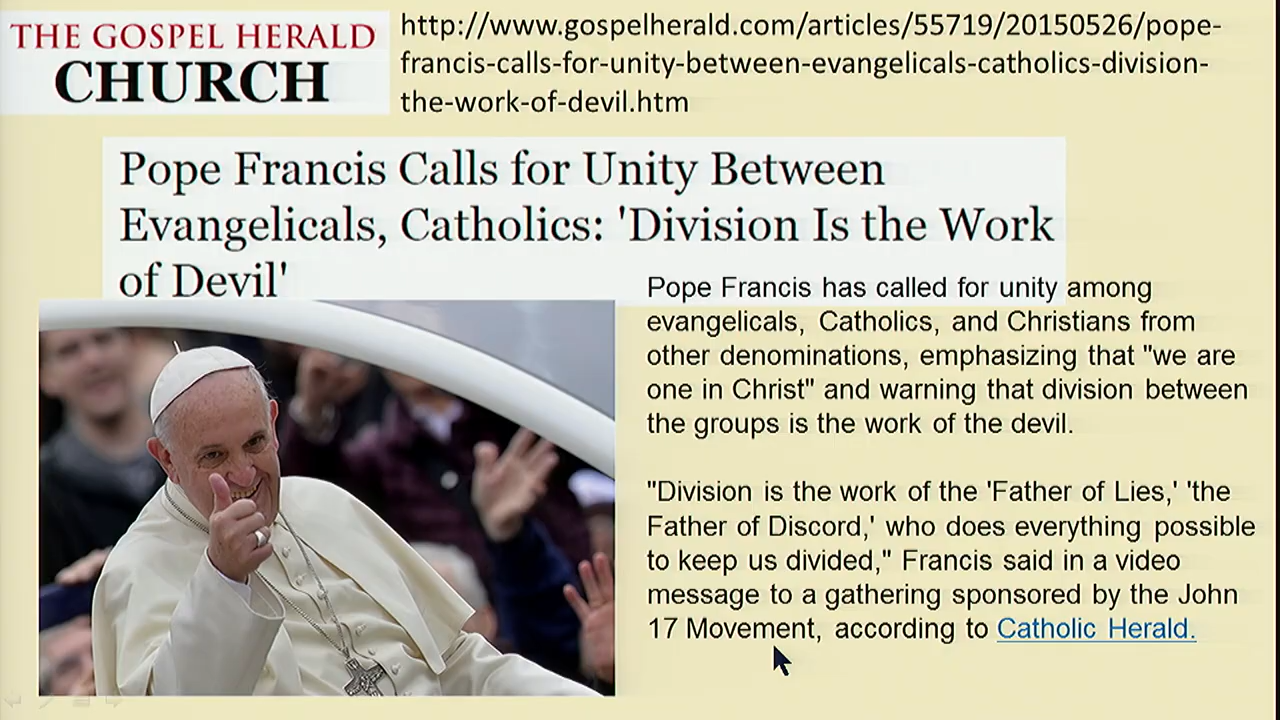 THE GOSPEL HERALD
CHURCH
http://www.gospelherald.com/articles/55719/20150526/pope-
francis-calls-for-unity-between-evangelicals-catholics-division-
the-work-of-devil.htm
Pope Francis Calls for Unity Between
Evangelicals, Catholics: 'Division Is the Work
of Devil'
Pope Francis has called for unity among
evangelicals, Catholics, and Christians from
other denominations, emphasizing that "we are
one in Christ" and warning that division between
the groups is the work of the devil.
"Division is the work of the 'Father of Lies,' 'the
Father of Discord,' who does everything possible
to keep us divided," Francis said in a video
message to a gathering sponsored by the John
17 Movement, according to Catholic Herald.